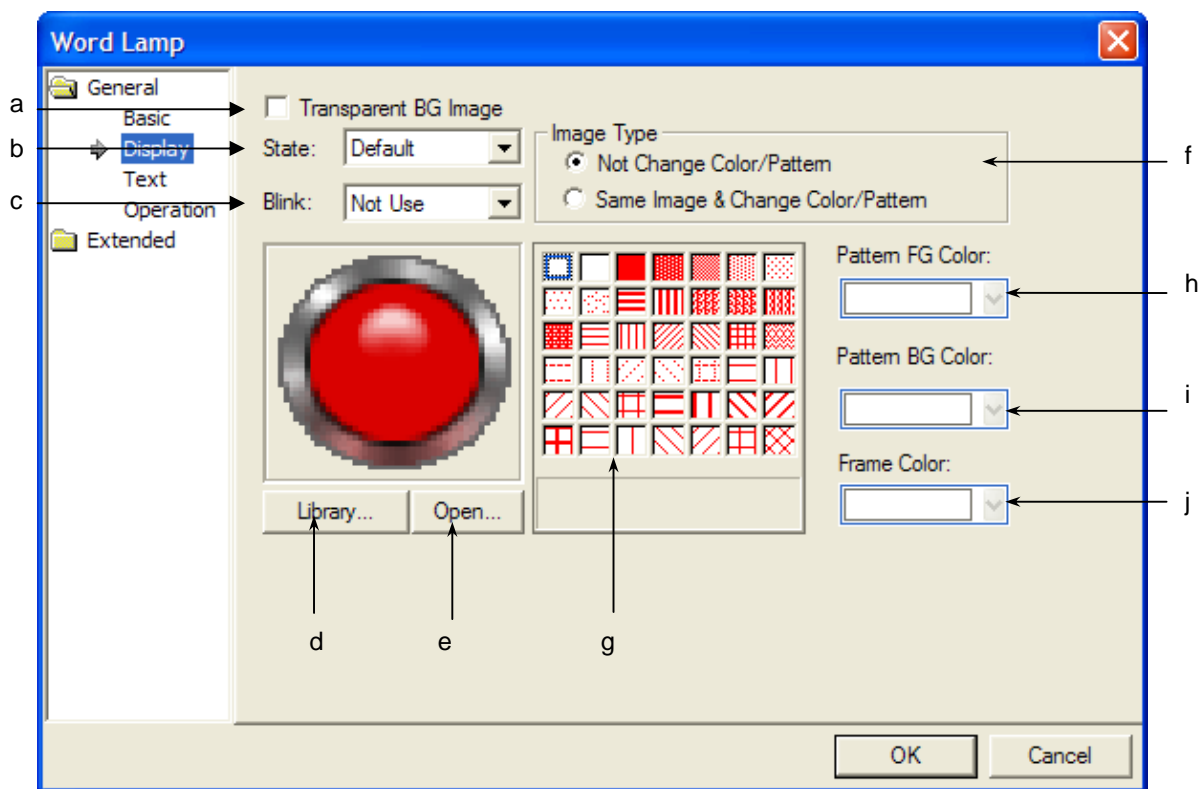 Word Lamp
General
Basic
Display
Text
Operation
Extended
a
b
c
Transparent BG Image
State: Default
Blink: Not Use
Image Type
Not Change Color/Pattern
Same Image & Change Color/Pattern
f
Pattern FG Color:
h
Pattern BG Color:
i
Frame Color:
j
Library...
Open...
d
e
g
OK
Cancel